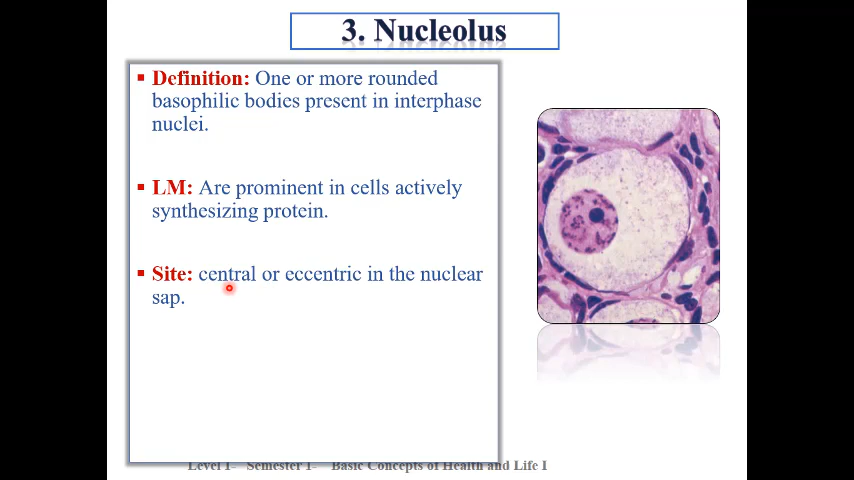 3. Nucleolus
▪ Definition: One or more rounded
basophilic bodies present in interphase
nuclei.
▪ LM: Are prominent in cells actively
synthesizing protein.
▪ Site: central or eccentric in the nuclear
sap.
Level 1- Semester 1- Basic Concepts of Health and Life I